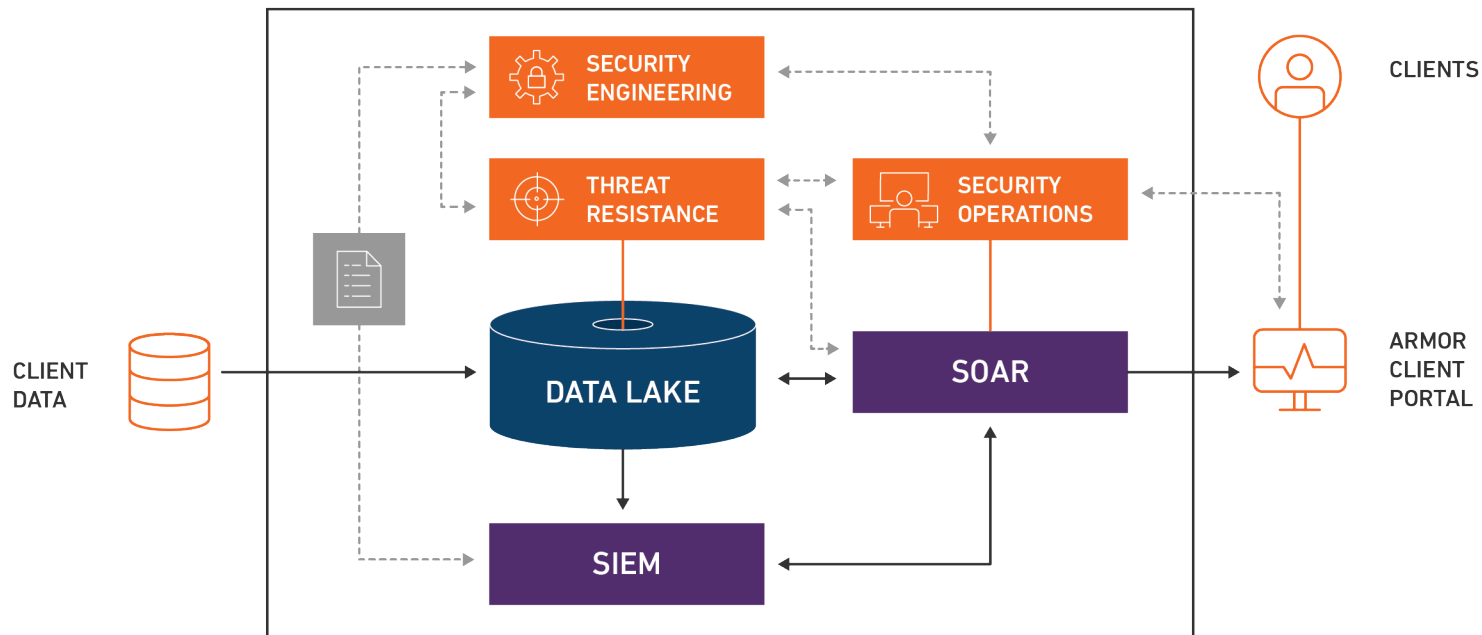 SECURITY
ENGINEERING
CLIENTS
THREAT
RESISTANCE
SECURITY
OPERATIONS
CLIENT
DATA
DATA LAKE
SOAR
ARMOR
CLIENT
PORTAL
SIEM